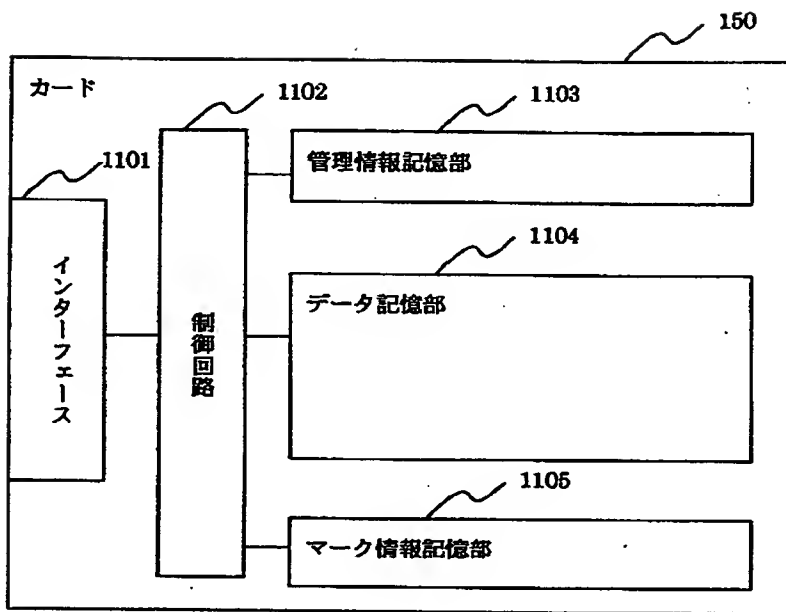 150
カード
1102
1103
管理情報記憶部
1101
インターフェース
制御回路
1104
データ記憶部
1105
マーク情報記憶部